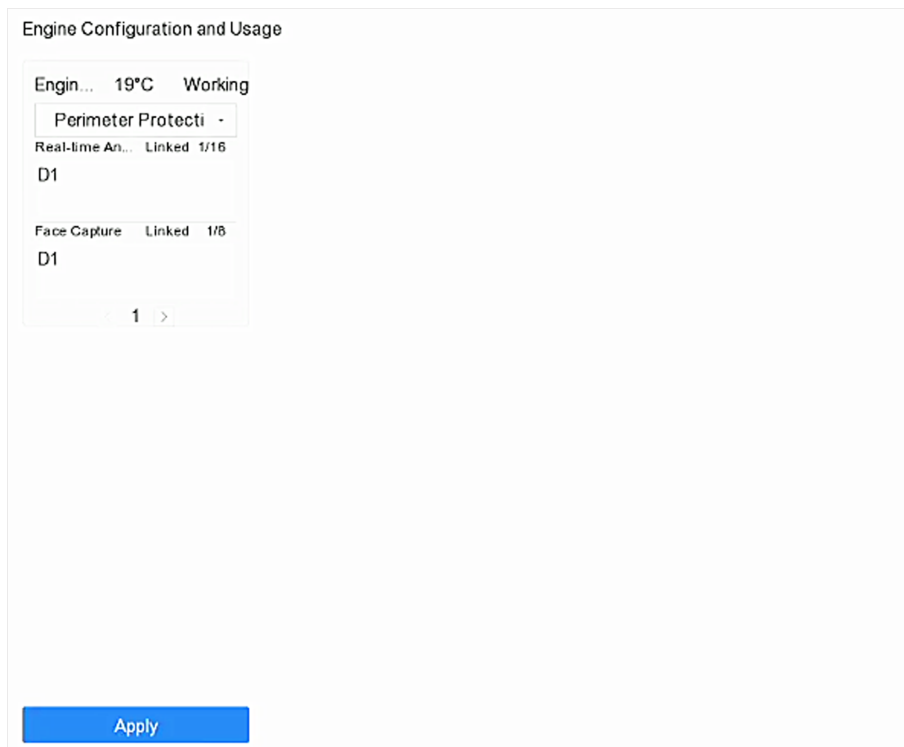 Engine Configuration and Usage
Engin... 19°C Working
Perimeter Protecti
Real-time An... Linked 1/16
D1
Face Capture Linked 1/8
D1
1 >
Apply